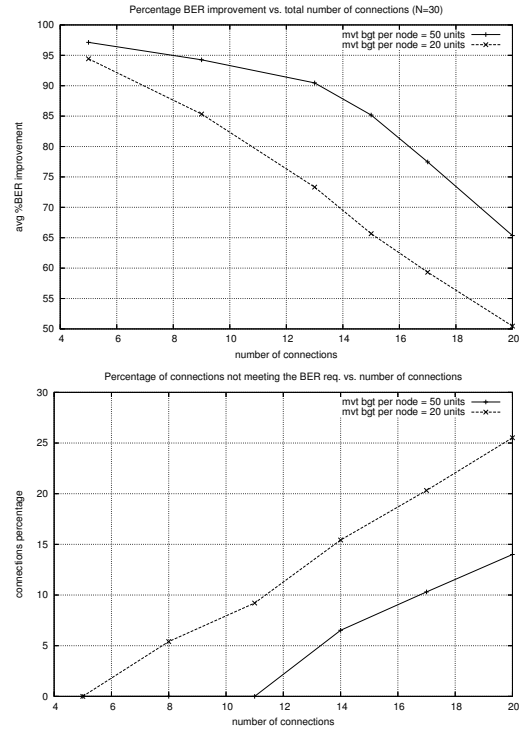 Percentage BER improvement vs. total number of connections (N=30)
100
95
90
85
80
75
70
65
60
55
50
avg %BER improvement
mvt bgt per node = 50 units
mvt bgt per node = 20 units
4 6 8 10 12 14 16 18 20
number of connections
Percentage of connections not meeting the BER req. vs. number of connections
30
25
20
15
10
5
0
connections percentage
mvt bgt per node = 50 units
mvt bgt per node = 20 units
4 6 8 10 12 14 16 18 20
number of connections